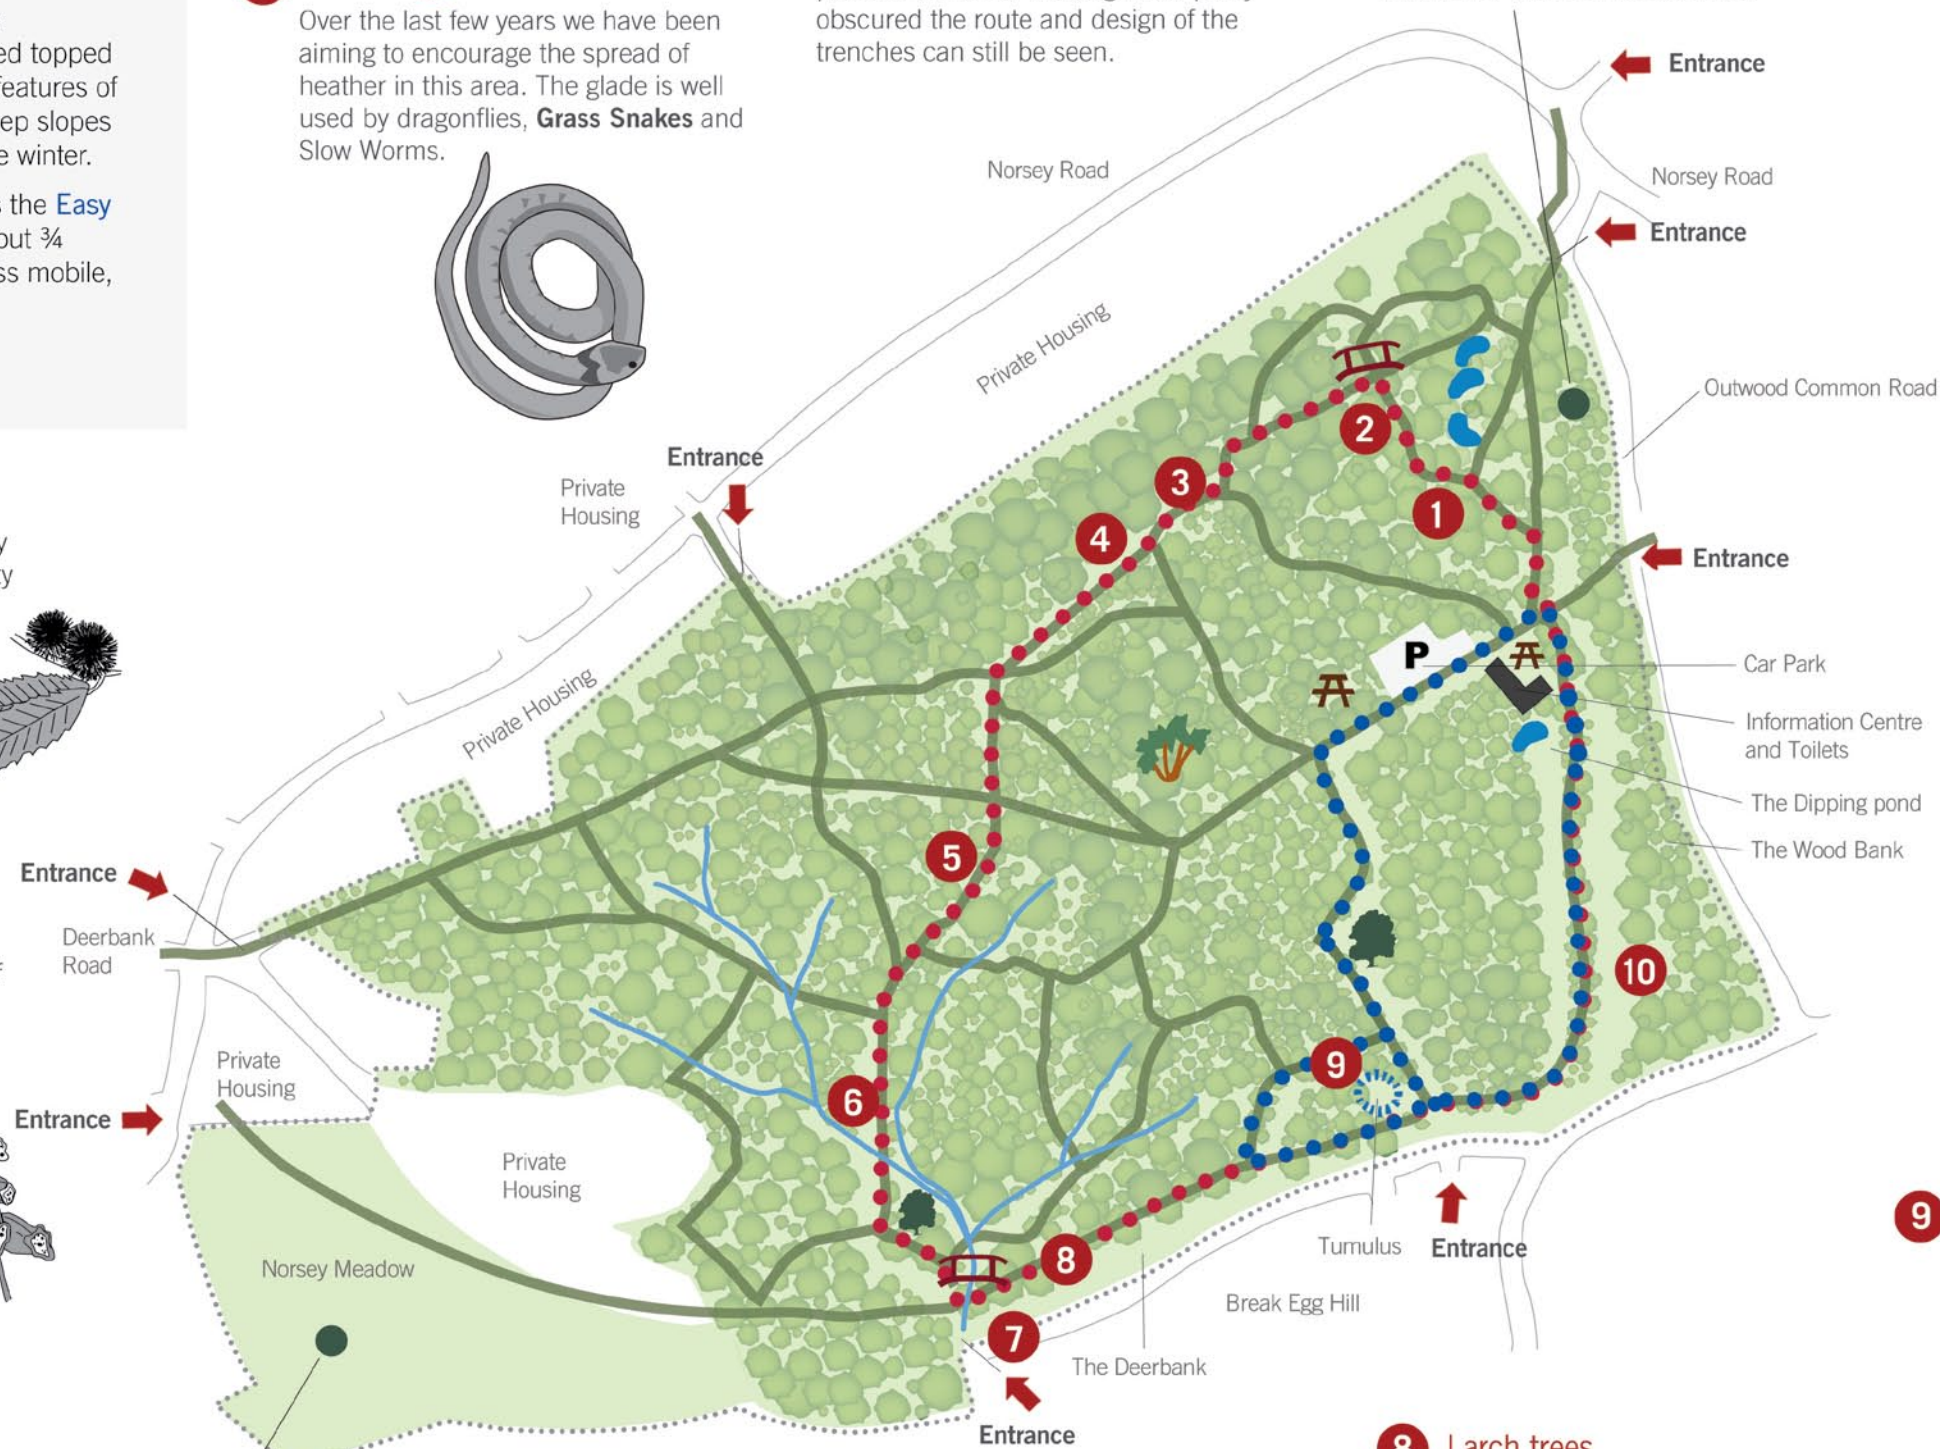 ed topped
eatures of
ep slopes
e winter.
s the Easy
out ¾
ss mobile,
Over the last few years we have been
aiming to encourage the spread of
heather in this area. The glade is well
used by dragonflies, Grass Snakes and
Slow Worms.
obscured the route and design of the
trenches can still be seen.
Entrance
Norsey Road
Norsey Road
Entrance
Private Housing
Outwood Common Road
Entrance
Private
Housing
2
3
1
4
Entrance
Private Housing
P
Car Park
Information Centre
and Toilets
The Dipping pond
The Wood Bank
5
Entrance
Deerbank
Road
10
Private
Housing
9
Entrance
6
Private
Housing
9
Tumulus
Entrance
8
Norsey Meadow
Break Egg Hill
7
The Deerbank
Entrance
8 Larch trees